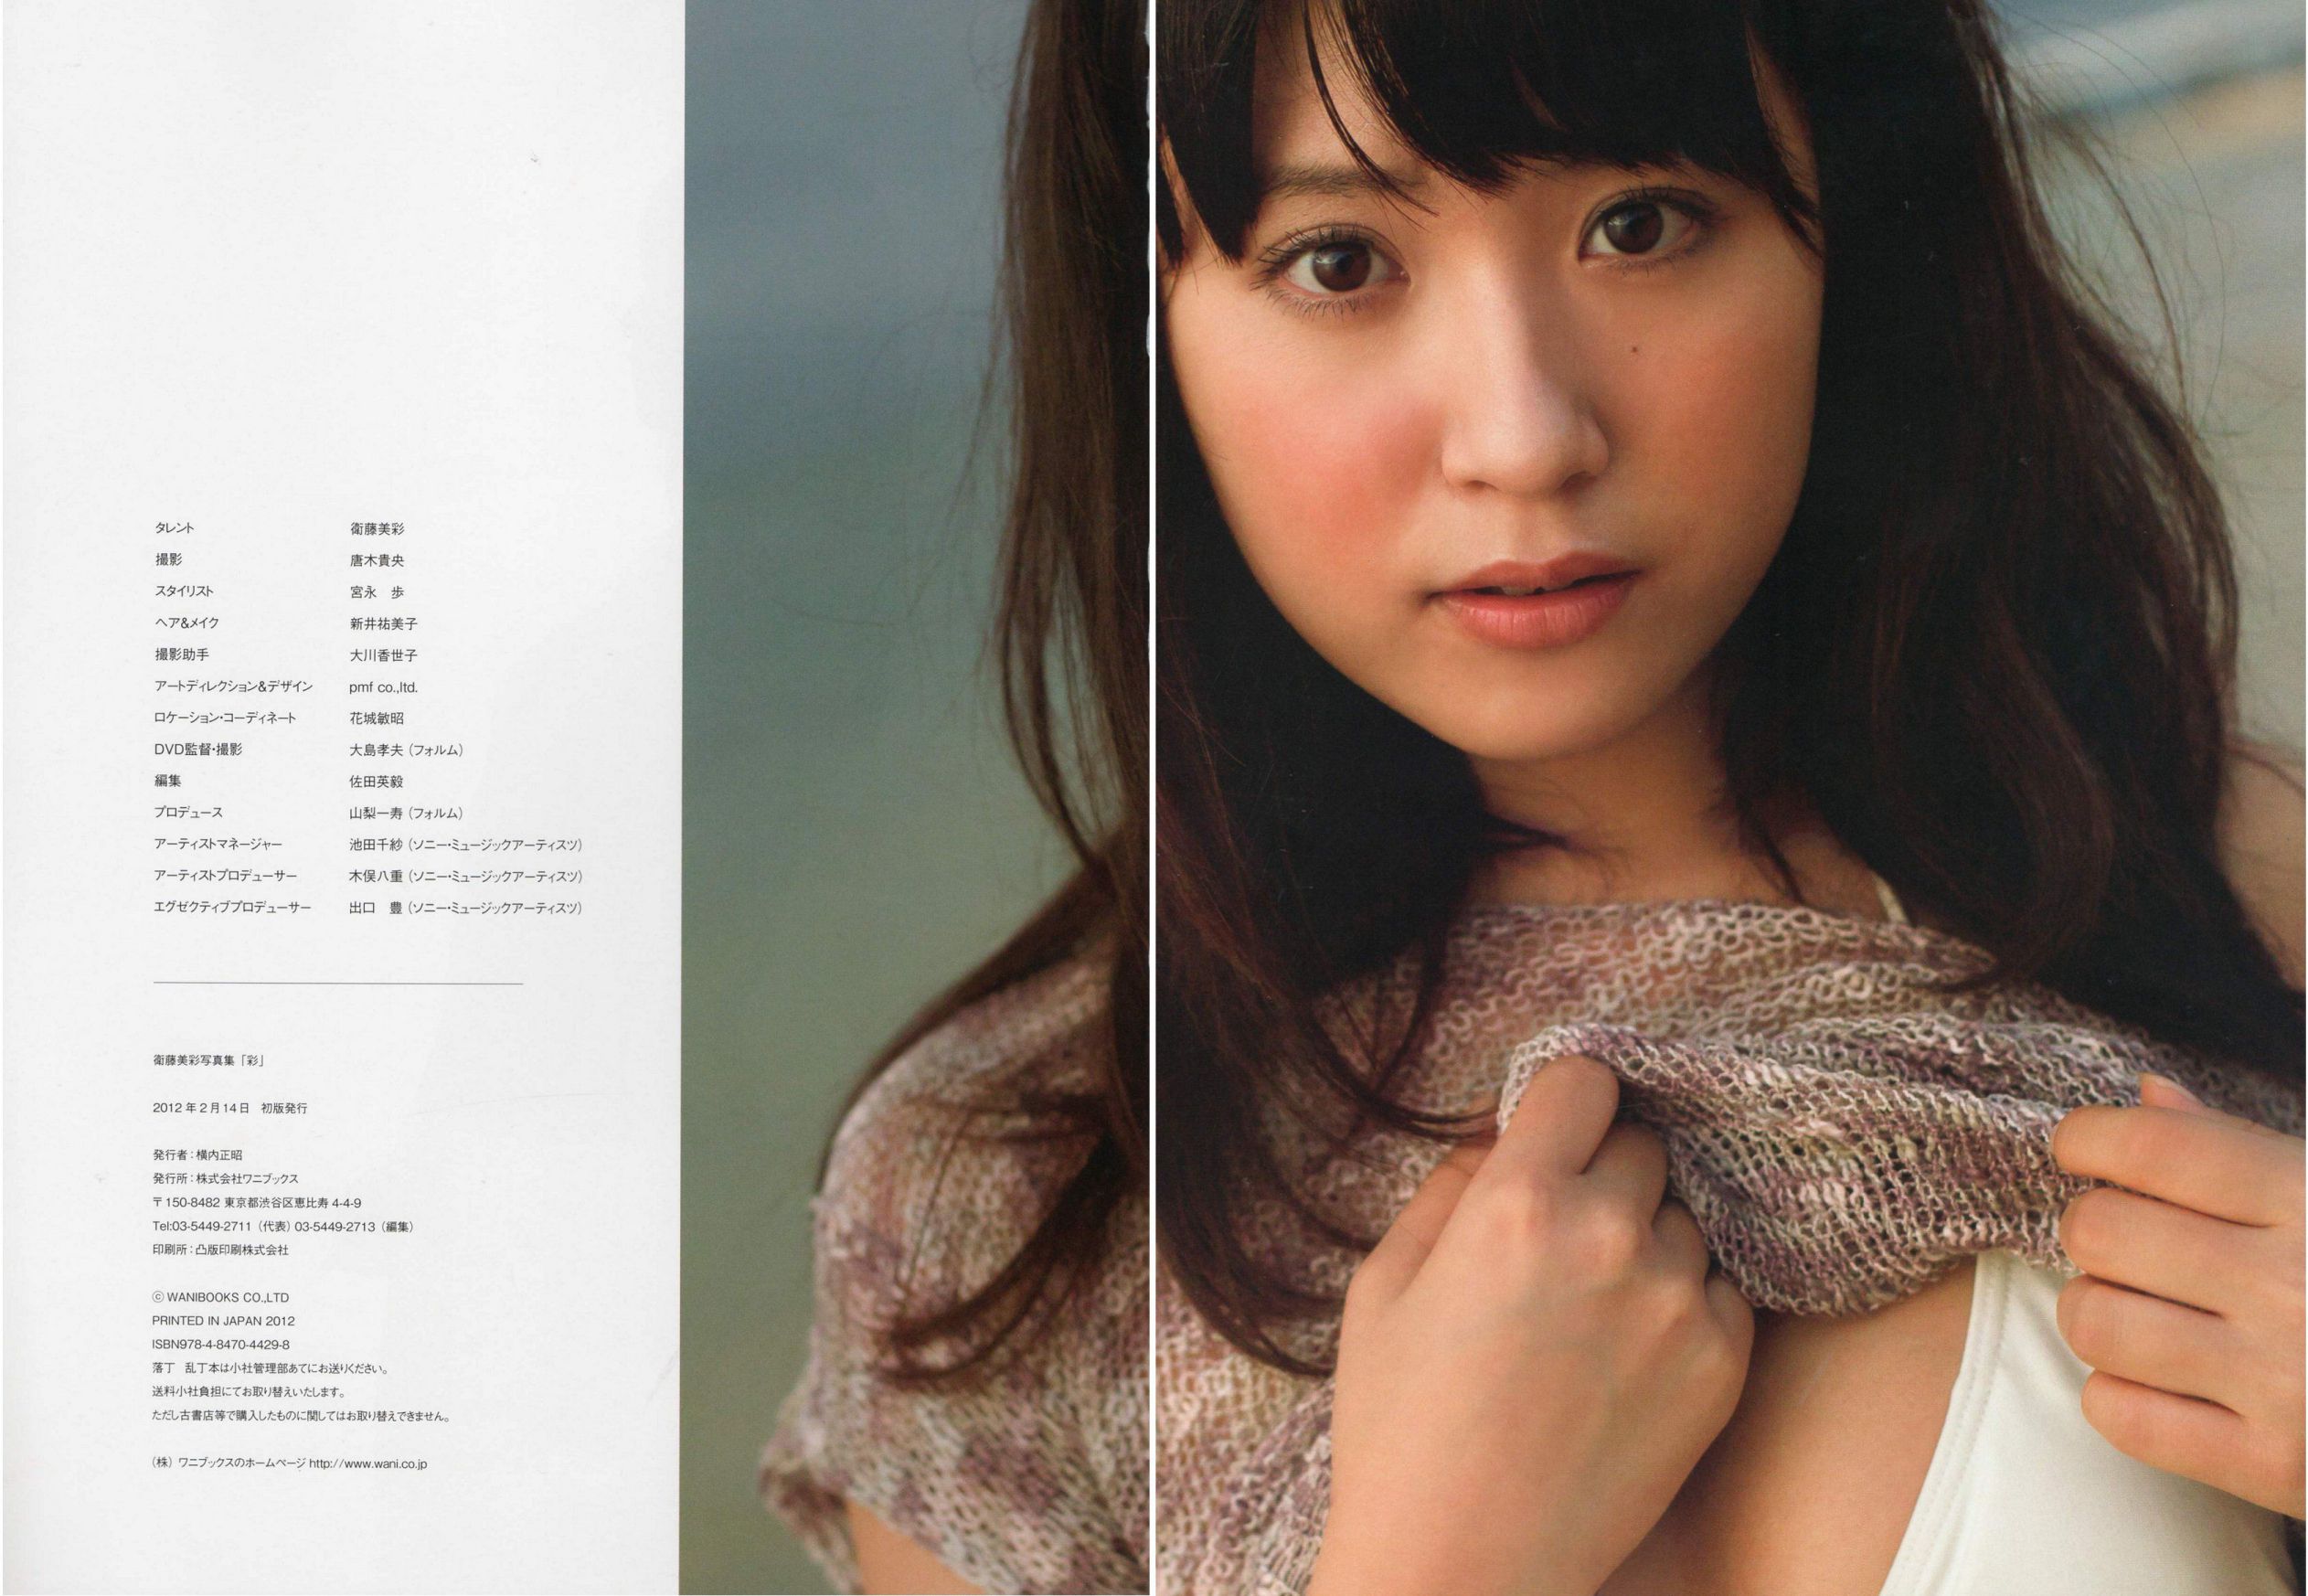 タレント 衛藤美彩
撮影 唐木貴央
スタイリスト 宮永 歩
ヘア&メイク 新井祐美子
撮影助手 大川香世子
アートディレクション&デザイン pmf co.,ltd.
ロケーション・コーディネート 花城敏昭
DVD監督・撮影 大島孝夫（フォルム）
編集 佐田英毅
プロデュース 山梨一寿（フォルム）
アーティストマネージャー 池田千紗（ソニー・ミュージックアーティスツ）
アーティストプロデューサー 木俣八重（ソニー・ミュージックアーティスツ）
エグゼクティブプロデューサー 出口 豊（ソニー・ミュージックアーティスツ）
衛藤美彩写真集「彩」
2012年2月14日 初版発行
発行者：横内正昭
発行所：株式会社ワニブックス
〒150-8482 東京都渋谷区恵比寿 4-4-9
Tel:03-5449-2711（代表）03-5449-2713（編集）
印刷所：凸版印刷株式会社
© WANIBOOKS CO.,LTD
PRINTED IN JAPAN 2012
ISBN978-4-8470-4429-8
落丁 乱丁本は小社管理部あてにお送りください。
送料小社負担にてお取り替えいたします。
ただし古書店等で購入したものに関してはお取り替えできません。
（株）ワニブックスのホームページ http://www.wani.co.jp